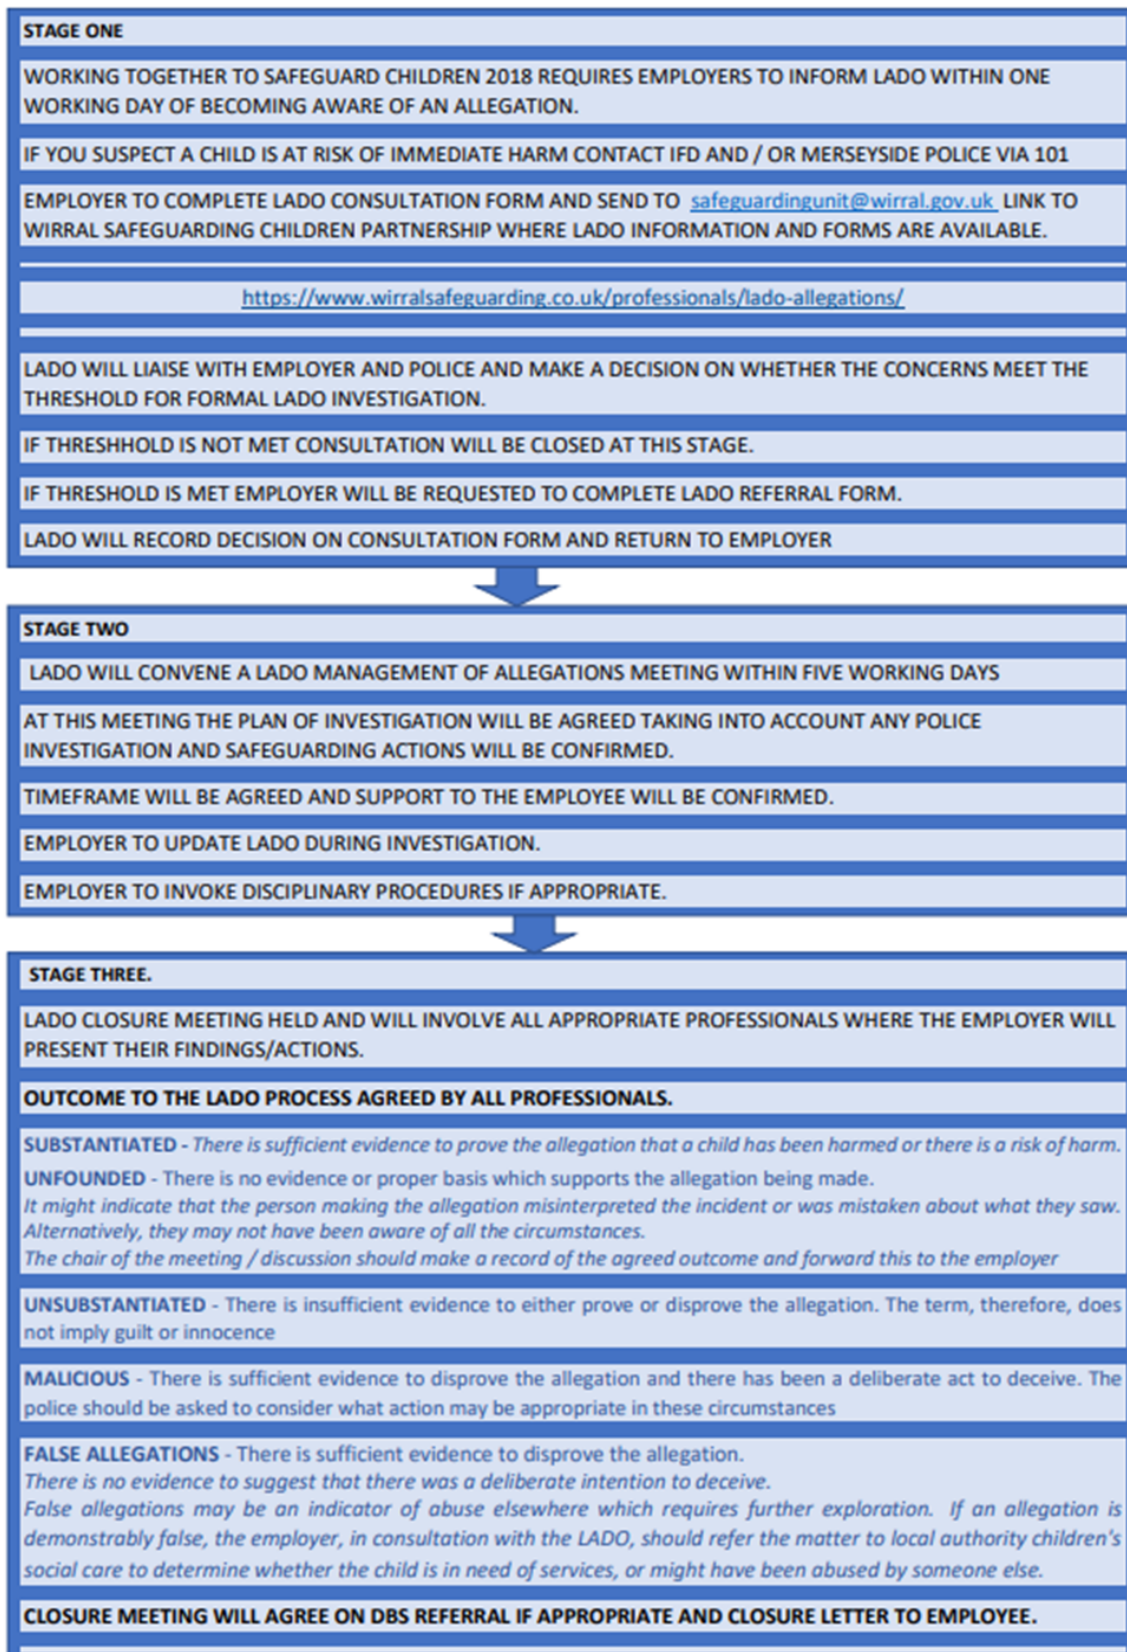 STAGE ONE
WORKING TOGETHER TO SAFEGUARD CHILDREN 2018 REQUIRES EMPLOYERS TO INFORM LADO WITHIN ONE
WORKING DAY OF BECOMING AWARE OF AN ALLEGATION.
IF YOU SUSPECT A CHILD IS AT RISK OF IMMEDIATE HARM CONTACT IFD AND / OR MERSEYSIDE POLICE VIA 101
EMPLOYER TO COMPLETE LADO CONSULTATION FORM AND SEND TO safeguardingunit@wirral.gov.uk LINK TO
WIRRAL SAFEGUARDING CHILDREN PARTNERSHIP WHERE LADO INFORMATION AND FORMS ARE AVAILABLE.
https://www.wirralsafeguarding.co.uk/professionals/lado-allegations/
LADO WILL LIAISE WITH EMPLOYER AND POLICE AND MAKE A DECISION ON WHETHER THE CONCERNS MEET THE
THRESHOLD FOR FORMAL LADO INVESTIGATION.
IF THRESHHOLD IS NOT MET CONSULTATION WILL BE CLOSED AT THIS STAGE.
IF THRESHOLD IS MET EMPLOYER WILL BE REQUESTED TO COMPLETE LADO REFERRAL FORM.
LADO WILL RECORD DECISION ON CONSULTATION FORM AND RETURN TO EMPLOYER
STAGE TWO
LADO WILL CONVENE A LADO MANAGEMENT OF ALLEGATIONS MEETING WITHIN FIVE WORKING DAYS
AT THIS MEETING THE PLAN OF INVESTIGATION WILL BE AGREED TAKING INTO ACCOUNT ANY POLICE
INVESTIGATION AND SAFEGUARDING ACTIONS WILL BE CONFIRMED.
TIMEFRAME WILL BE AGREED AND SUPPORT TO THE EMPLOYEE WILL BE CONFIRMED.
EMPLOYER TO UPDATE LADO DURING INVESTIGATION.
EMPLOYER TO INVOKE DISCIPLINARY PROCEDURES IF APPROPRIATE.
STAGE THREE.
LADO CLOSURE MEETING HELD AND WILL INVOLVE ALL APPROPRIATE PROFESSIONALS WHERE THE EMPLOYER WILL
PRESENT THEIR FINDINGS/ACTIONS.
OUTCOME TO THE LADO PROCESS AGREED BY ALL PROFESSIONALS.
SUBSTANTIATED - There is sufficient evidence to prove the allegation that a child has been harmed or there is a risk of harm.
UNFOUNDED - There is no evidence or proper basis which supports the allegation being made.
It might indicate that the person making the allegation misinterpreted the incident or was mistaken about what they saw.
Alternatively, they may not have been aware of all the circumstances.
The chair of the meeting / discussion should make a record of the agreed outcome and forward this to the employer
UNSUBSTANTIATED - There is insufficient evidence to either prove or disprove the allegation. The term, therefore, does
not imply guilt or innocence
MALICIOUS - There is sufficient evidence to disprove the allegation and there has been a deliberate act to deceive. The
police should be asked to consider what action may be appropriate in these circumstances
FALSE ALLEGATIONS - There is sufficient evidence to disprove the allegation.
There is no evidence to suggest that there was a deliberate intention to deceive.
False allegations may be an indicator of abuse elsewhere which requires further exploration. If an allegation is
demonstrably false, the employer, in consultation with the LADO, should refer the matter to local authority children's
social care to determine whether the child is in need of services, or might have been abused by someone else.
CLOSURE MEETING WILL AGREE ON DBS REFERRAL IF APPROPRIATE AND CLOSURE LETTER TO EMPLOYEE.